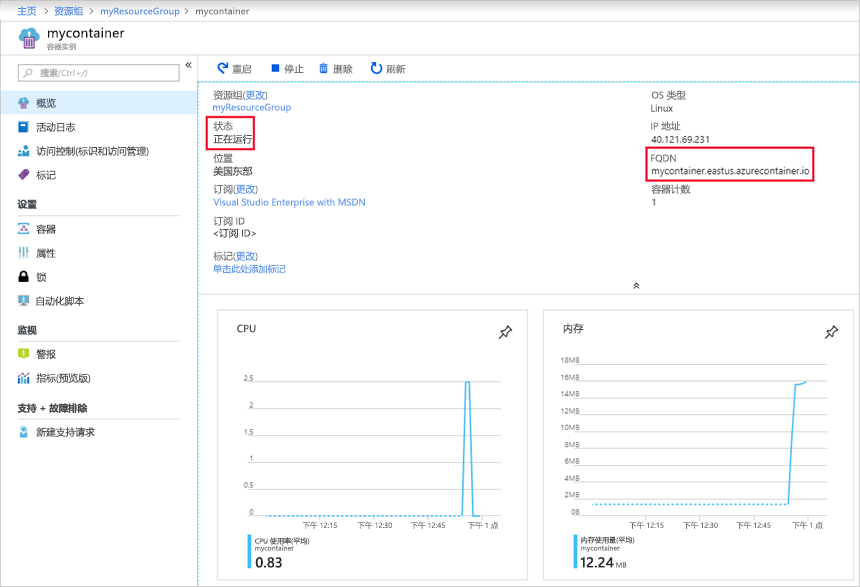 主页 > 资源组 > myResourceGroup > mycontainer
mycontainer
容器实例
搜索(Ctrl+/)
«
概览
活动日志
访问控制(标识和访问管理)
标记
设置
容器
属性
锁
自动化脚本
监视
警报
指标(预览版)
支持 + 故障排除
新建支持请求
重启 停止 删除 刷新
资源组(更改)
myResourceGroup
状态
正在运行
位置
美国东部
订阅(更改)
Visual Studio Enterprise with MSDN
订阅 ID
<订阅 ID>
标记(更改)
单击此处添加标记
OS 类型
Linux
IP 地址
40.121.69.231
FQDN
mycontainer.eastus.azurecontainer.io
容器计数
1
CPU
2.5
2
1.5
1
0.5
0
下午 12:15 下午 12:30 下午 12:45 下午 1 点
CPU 使用率(平均)
mycontainer
0.83
内存
18MB
16MB
14MB
12MB
10MB
8MB
6MB
4MB
2MB
0B
下午 12:15 下午 12:30 下午 12:45 下午 1 点
内存使用量(平均)
mycontainer
12.24 MB